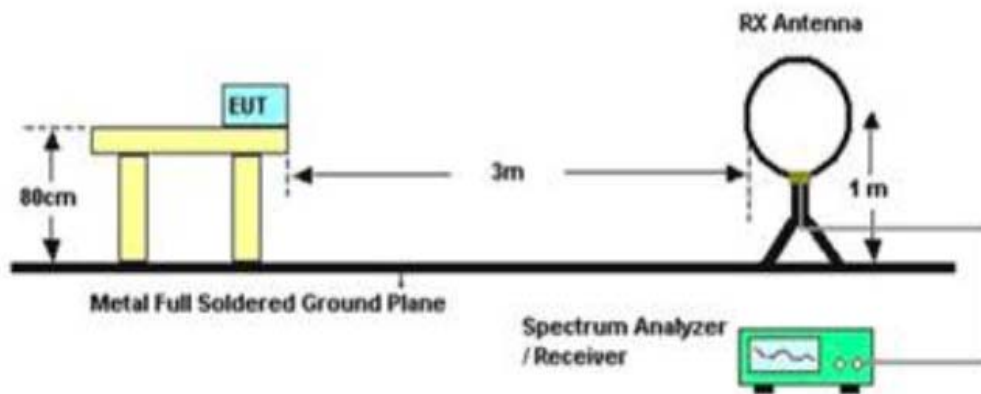 RX Antenna
EUT
3m
80cm
1 m
Metal Full Soldered Ground Plane
Spectrum Analyzer
/ Receiver